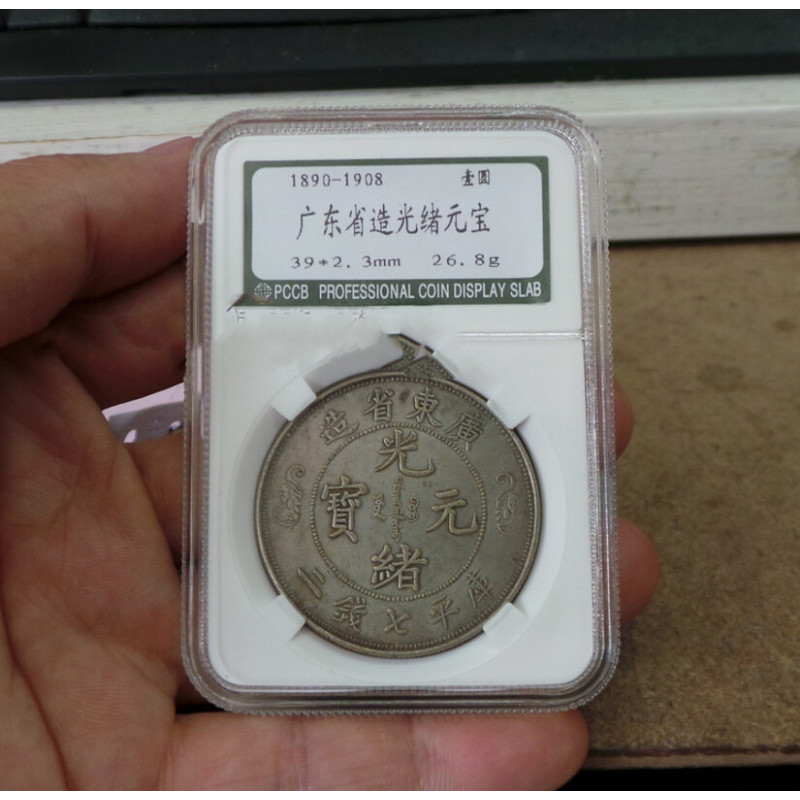 1890-1908 壹圆
广东省造光绪元宝
39*2.3mm 26.8g
PCCB PROFESSIONAL COIN DISPLAY SLAB
廣東省造
光緒元寶
庫平七錢二